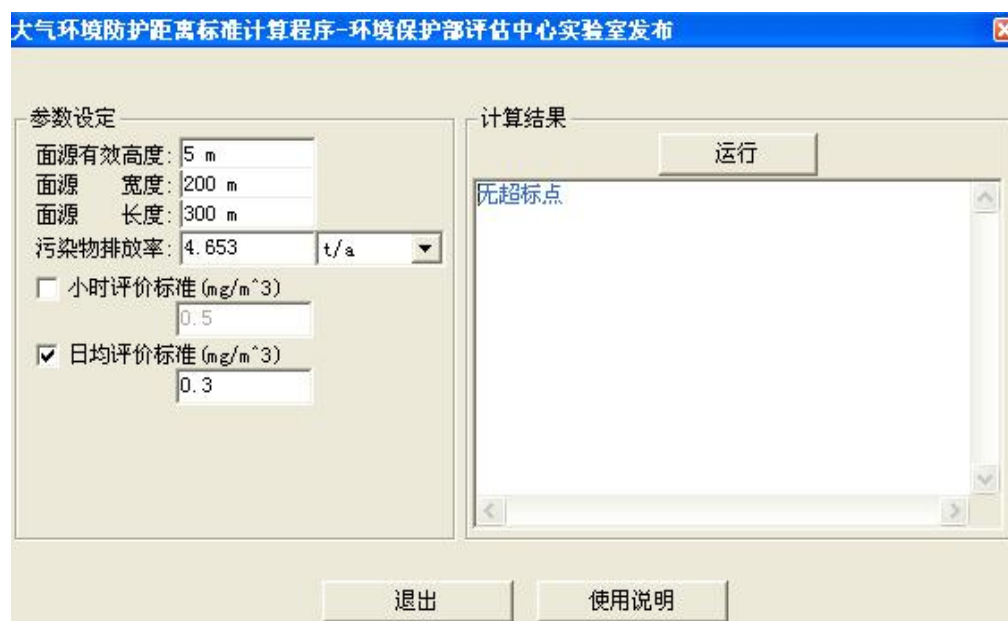 大气环境防护距离标准计算程序-环境保护部评估中心实验室发布
参数设定
面源有效高度: 5 m
面源 宽度: 200 m
面源 长度: 300 m
污染物排放率: 4.653 t/a
小时评价标准(mg/m^3)
0.5
日均评价标准(mg/m^3)
0.3
计算结果
运行
无超标点
退出 使用说明